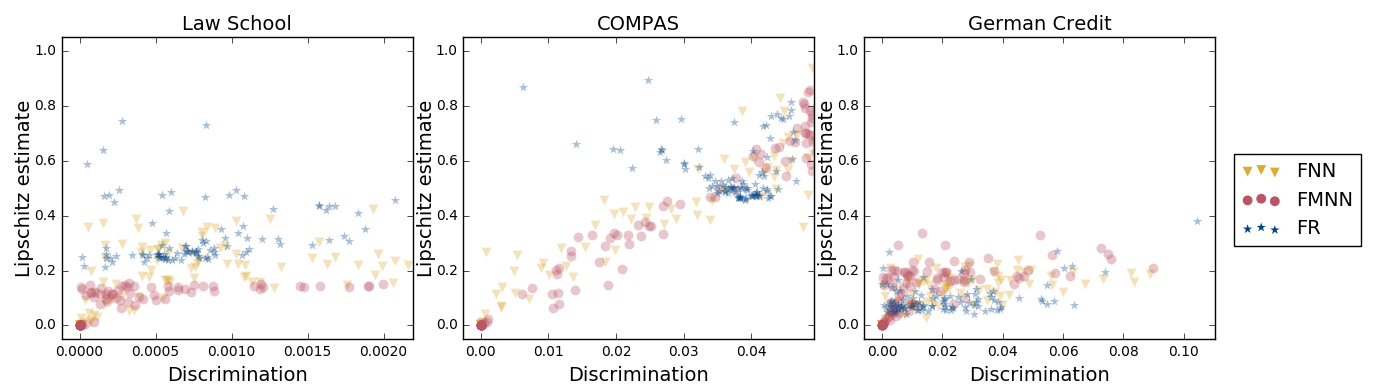 Law School
COMPAS
German Credit
Lipschitz estimate
1.0
0.8
0.6
0.4
0.2
0.0
0.0000 0.0005 0.0010 0.0015 0.0020
Discrimination
Lipschitz estimate
1.0
0.8
0.6
0.4
0.2
0.0
0.00 0.01 0.02 0.03 0.04
Discrimination
Lipschitz estimate
1.0
0.8
0.6
0.4
0.2
0.0
0.00 0.02 0.04 0.06 0.08 0.10
Discrimination
FNN
FMNN
FR